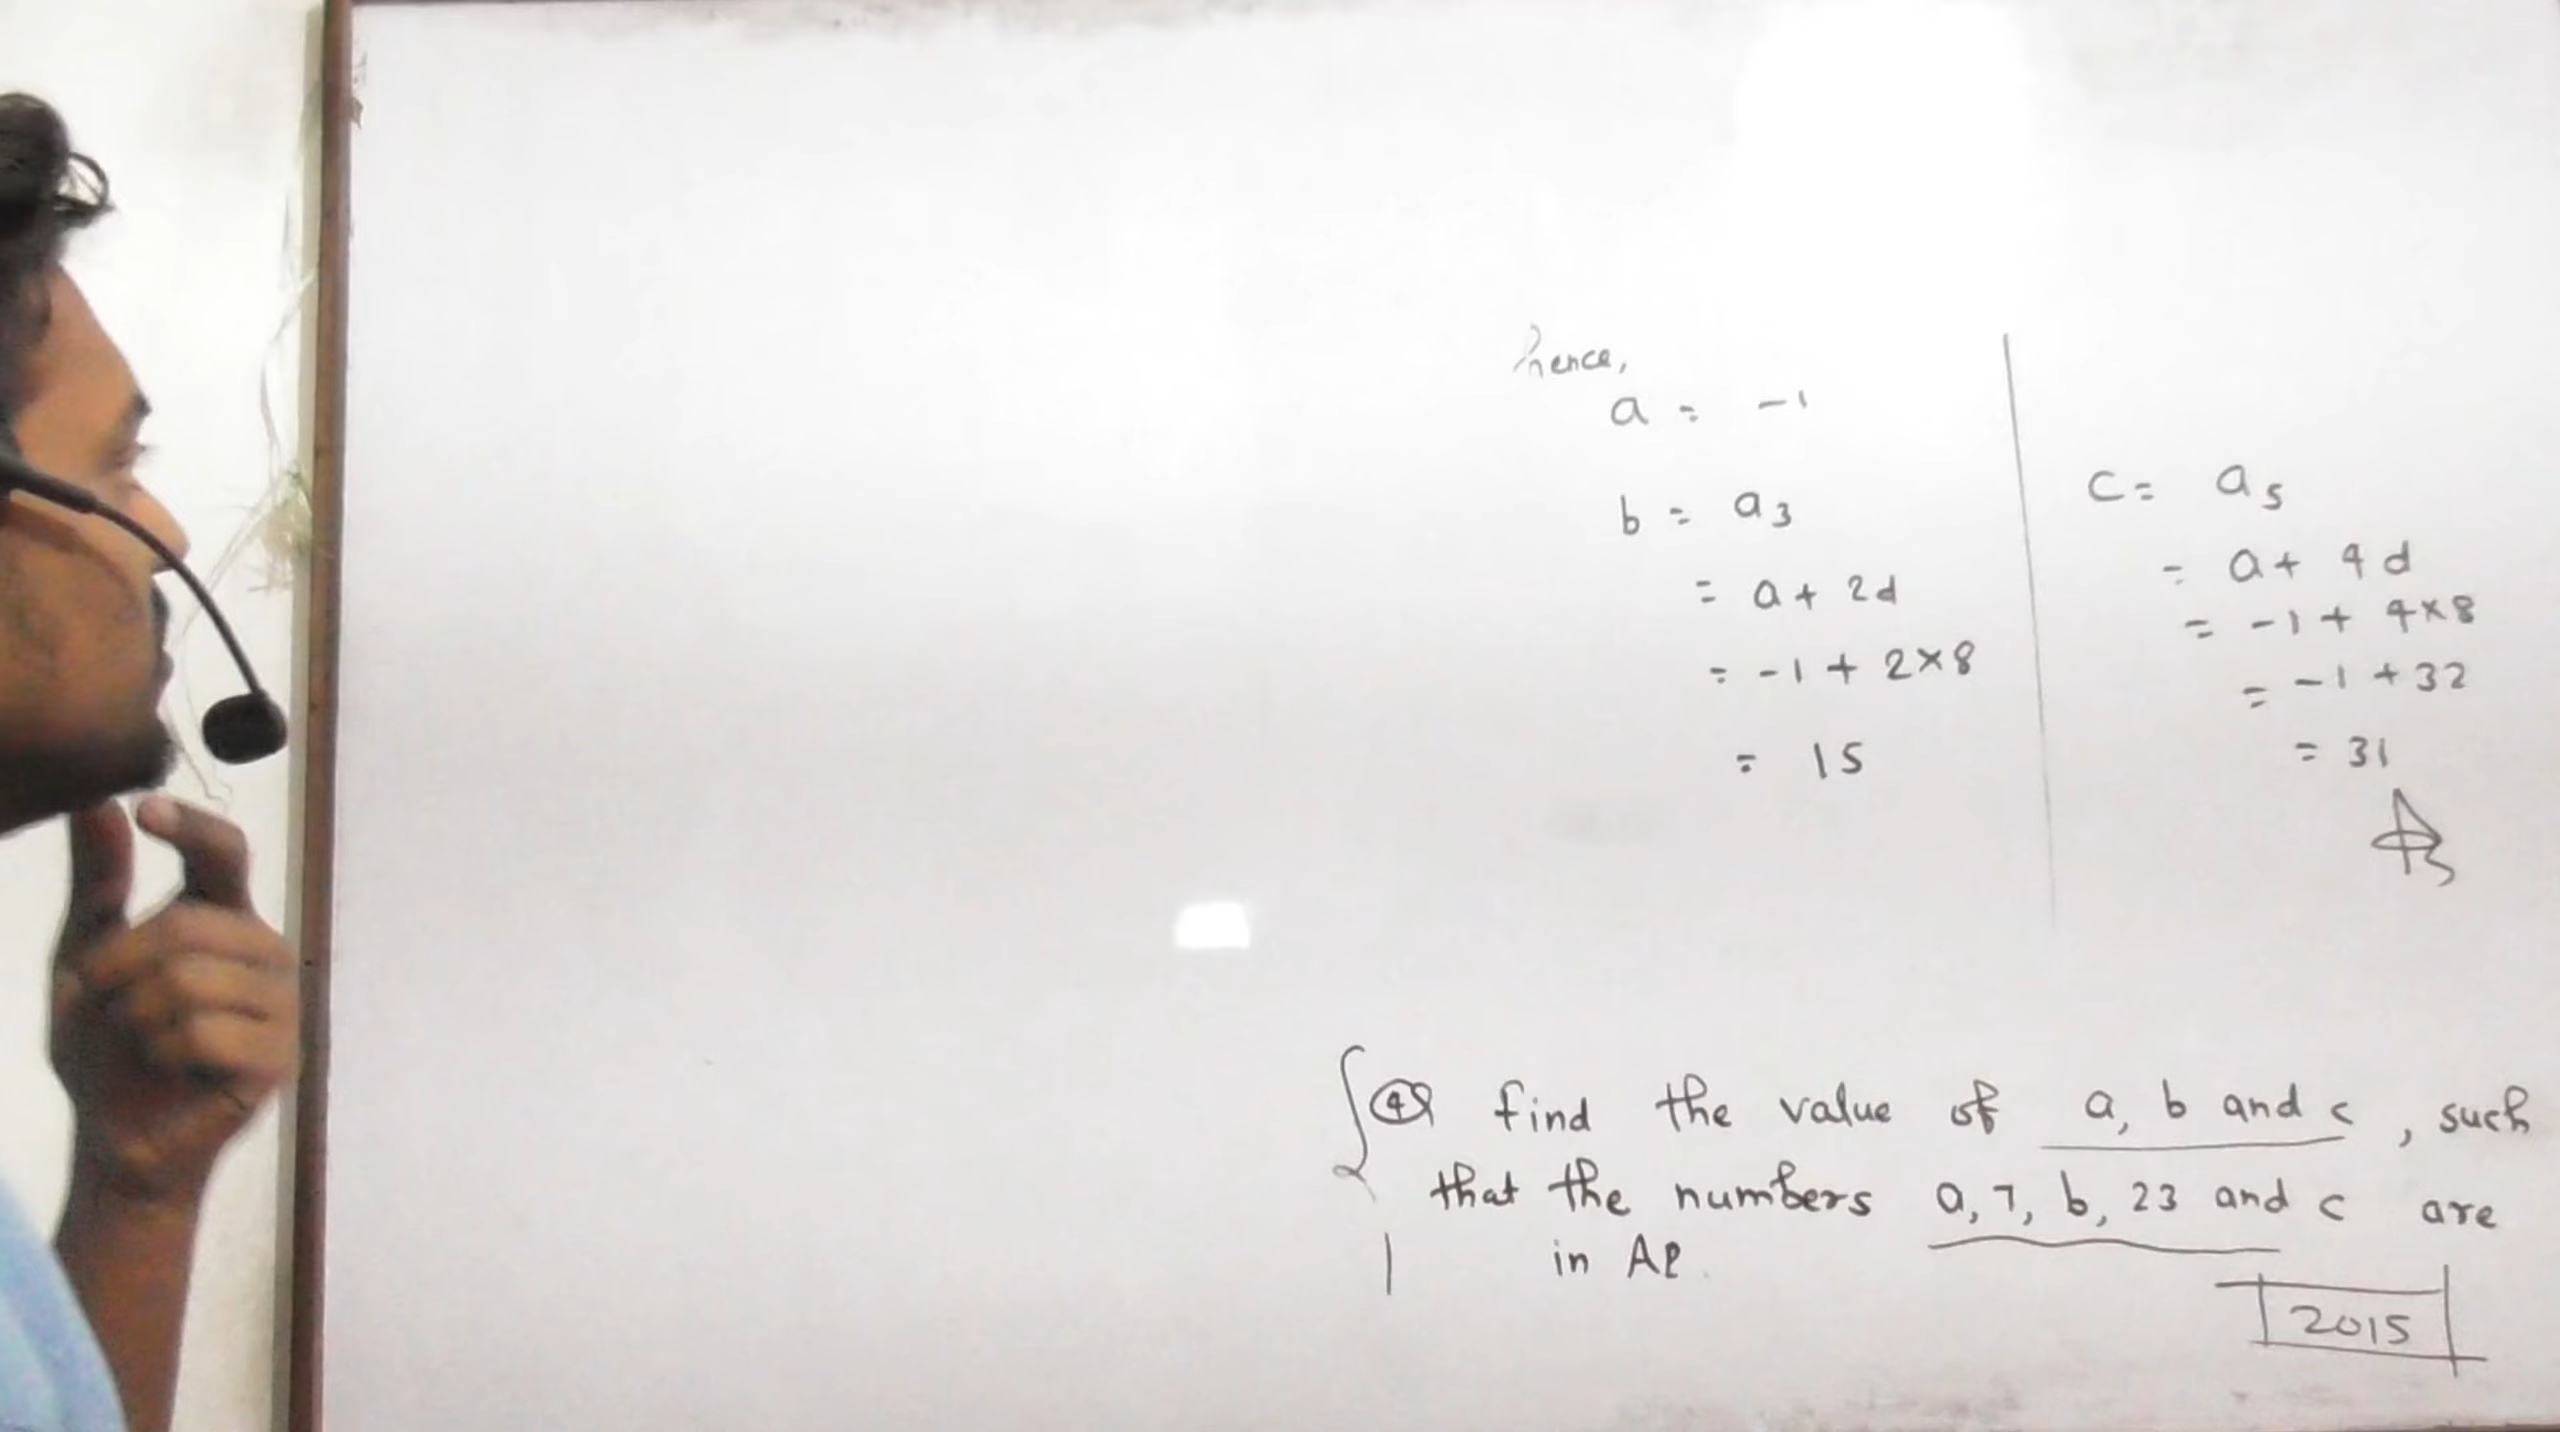 hence,
a = -1
b = a3
= a + 2d
= -1 + 2×8
= 15
c = a5
= a + 4d
= -1 + 4×8
= -1 + 32
= 31
find the value of a, b and c, such
that the numbers a, 7, b, 23 and c are
in AP
2015